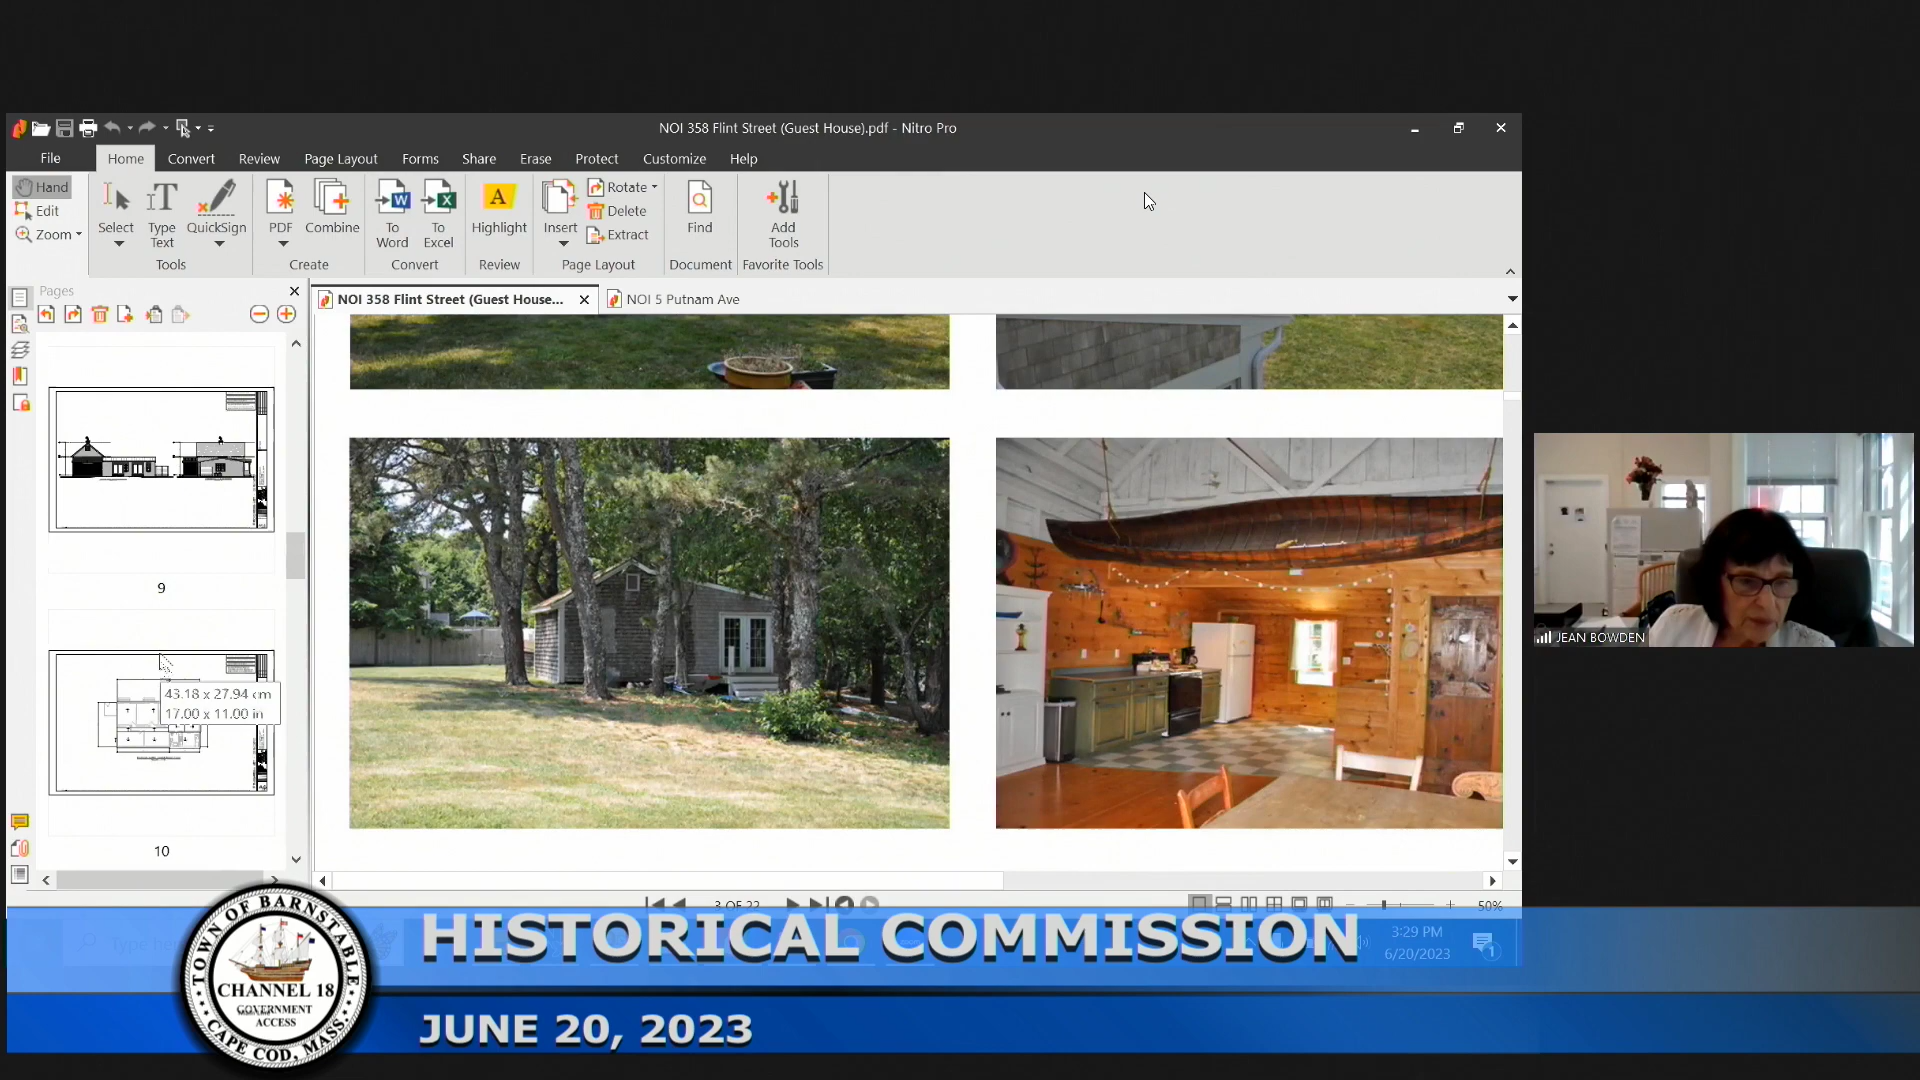 NOI 358 Flint Street (Guest House).pdf - Nitro Pro
File Home Convert Review Page Layout Forms Share Erase Protect Customize Help
Hand
Edit
Zoom
Select
Type
Text
QuickSign
Tools
PDF
Combine
Create
To
Word
To
Excel
Convert
Highlight
Review
Insert
Rotate
Delete
Extract
Page Layout
Find
Document
Add
Tools
Favorite Tools
Pages
NOI 358 Flint Street (Guest House...
NOI 5 Putnam Ave
9
43.18 x 27.94 cm
17.00 x 11.00 in
10
JEAN BOWDEN
3 OF 22
50%
3:29 PM
6/20/2023
1
TOWN OF BARNSTABLE
CHANNEL 18
GOVERNMENT
ACCESS
CAPE COD, MASS.
HISTORICAL COMMISSION
JUNE 20, 2023